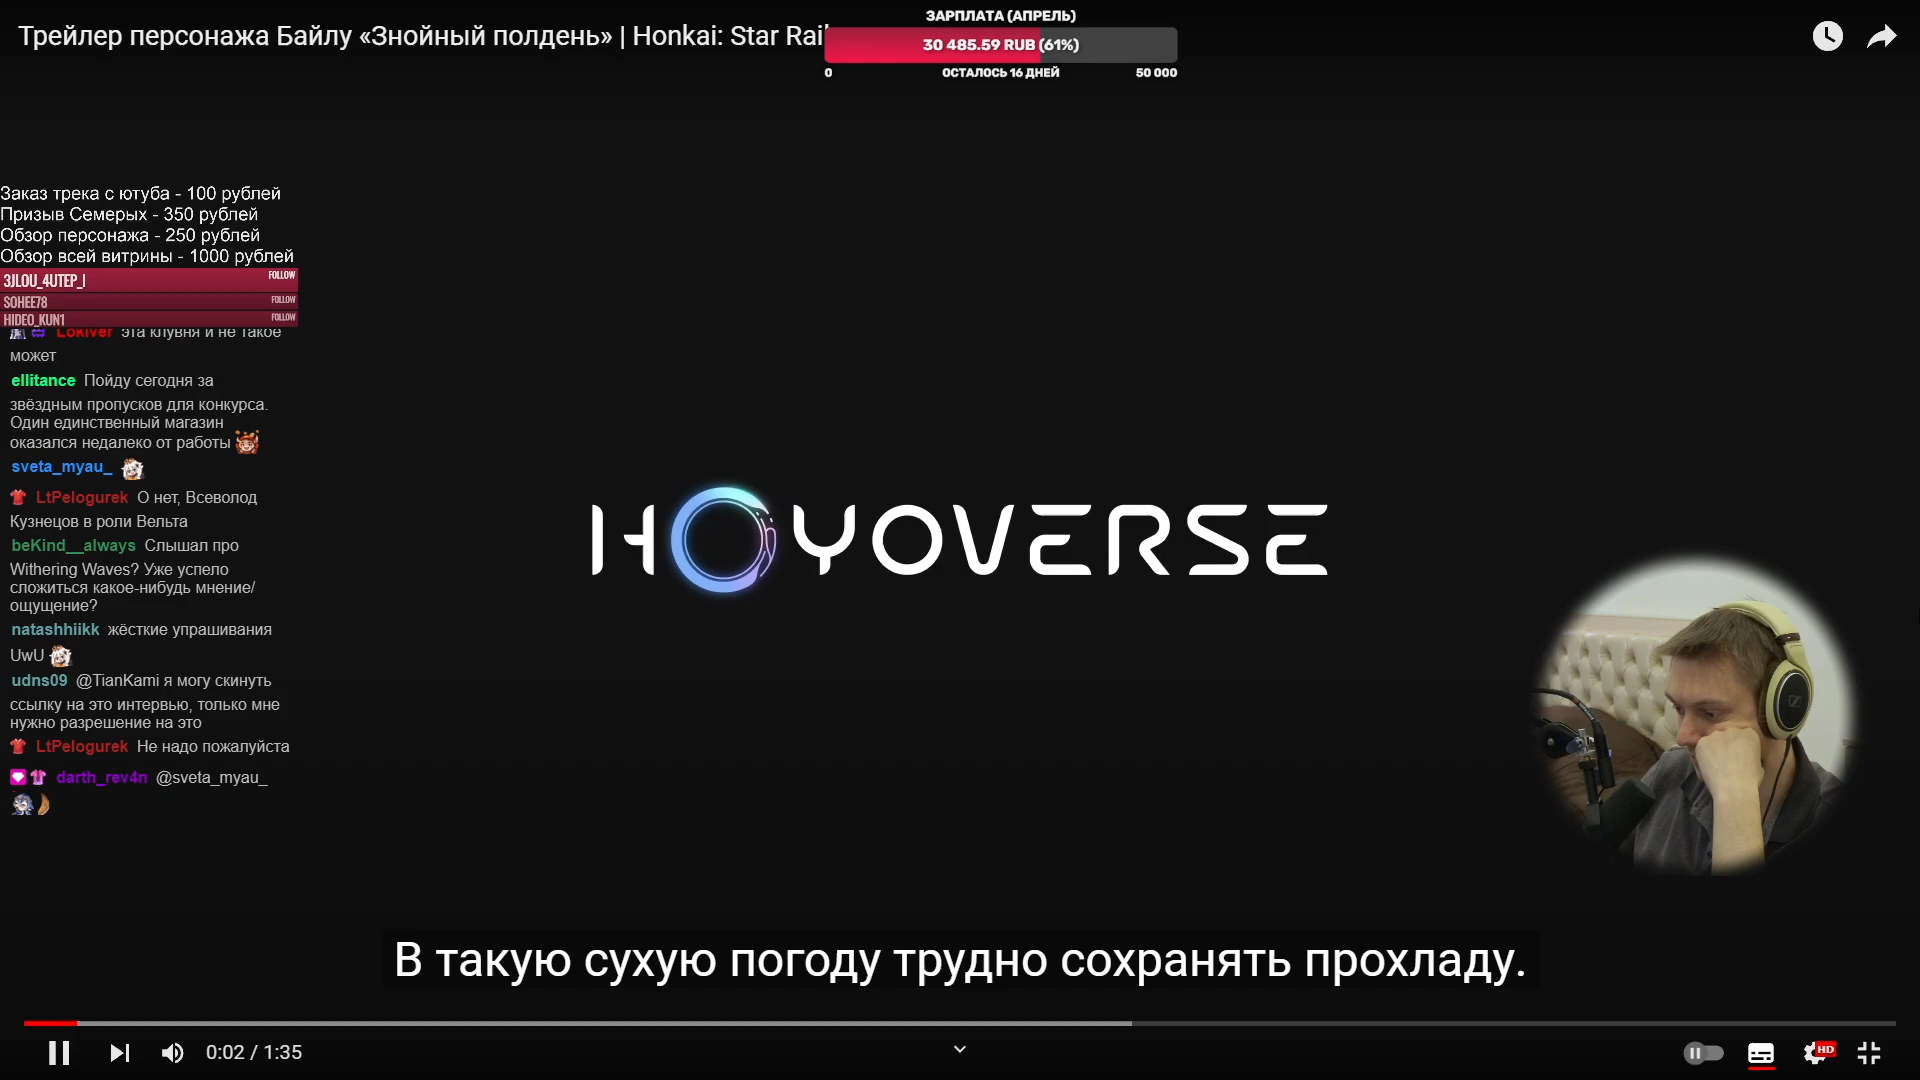 Трейлер персонажа Байлу «Знойный полдень» | Honkai: Star Rail
ЗАРПЛАТА (АПРЕЛЬ)
30 485.59 RUB (61%)
0 ОСТАЛОСЬ 16 ДНЕЙ 50 000
Заказ трека с ютуба - 100 рублей
Призыв Семерых - 350 рублей
Обзор персонажа - 250 рублей
Обзор всей витрины - 1000 рублей
3JLOU_4UTEP_I FOLLOW
SOHEE78 FOLLOW
HIDEO_KUN1 FOLLOW
Lokiver эта клувня и не такое
может
ellitance Пойду сегодня за
звёздным пропусков для конкурса.
Один единственный магазин
оказался недалеко от работы
sveta_myau_
LtPelogurek О нет, Всеволод
Кузнецов в роли Вельта
beKind__always Слышал про
Withering Waves? Уже успело
сложиться какое-нибудь мнение/
ощущение?
natashhiikk жёсткие упрашивания
UwU
udns09 @TianKami я могу скинуть
ссылку на это интервью, только мне
нужно разрешение на это
LtPelogurek Не надо пожалуйста
darth_rev4n @sveta_myau_
HOYOVERSE
В такую сухую погоду трудно сохранять прохладу.
0:02 / 1:35
HD